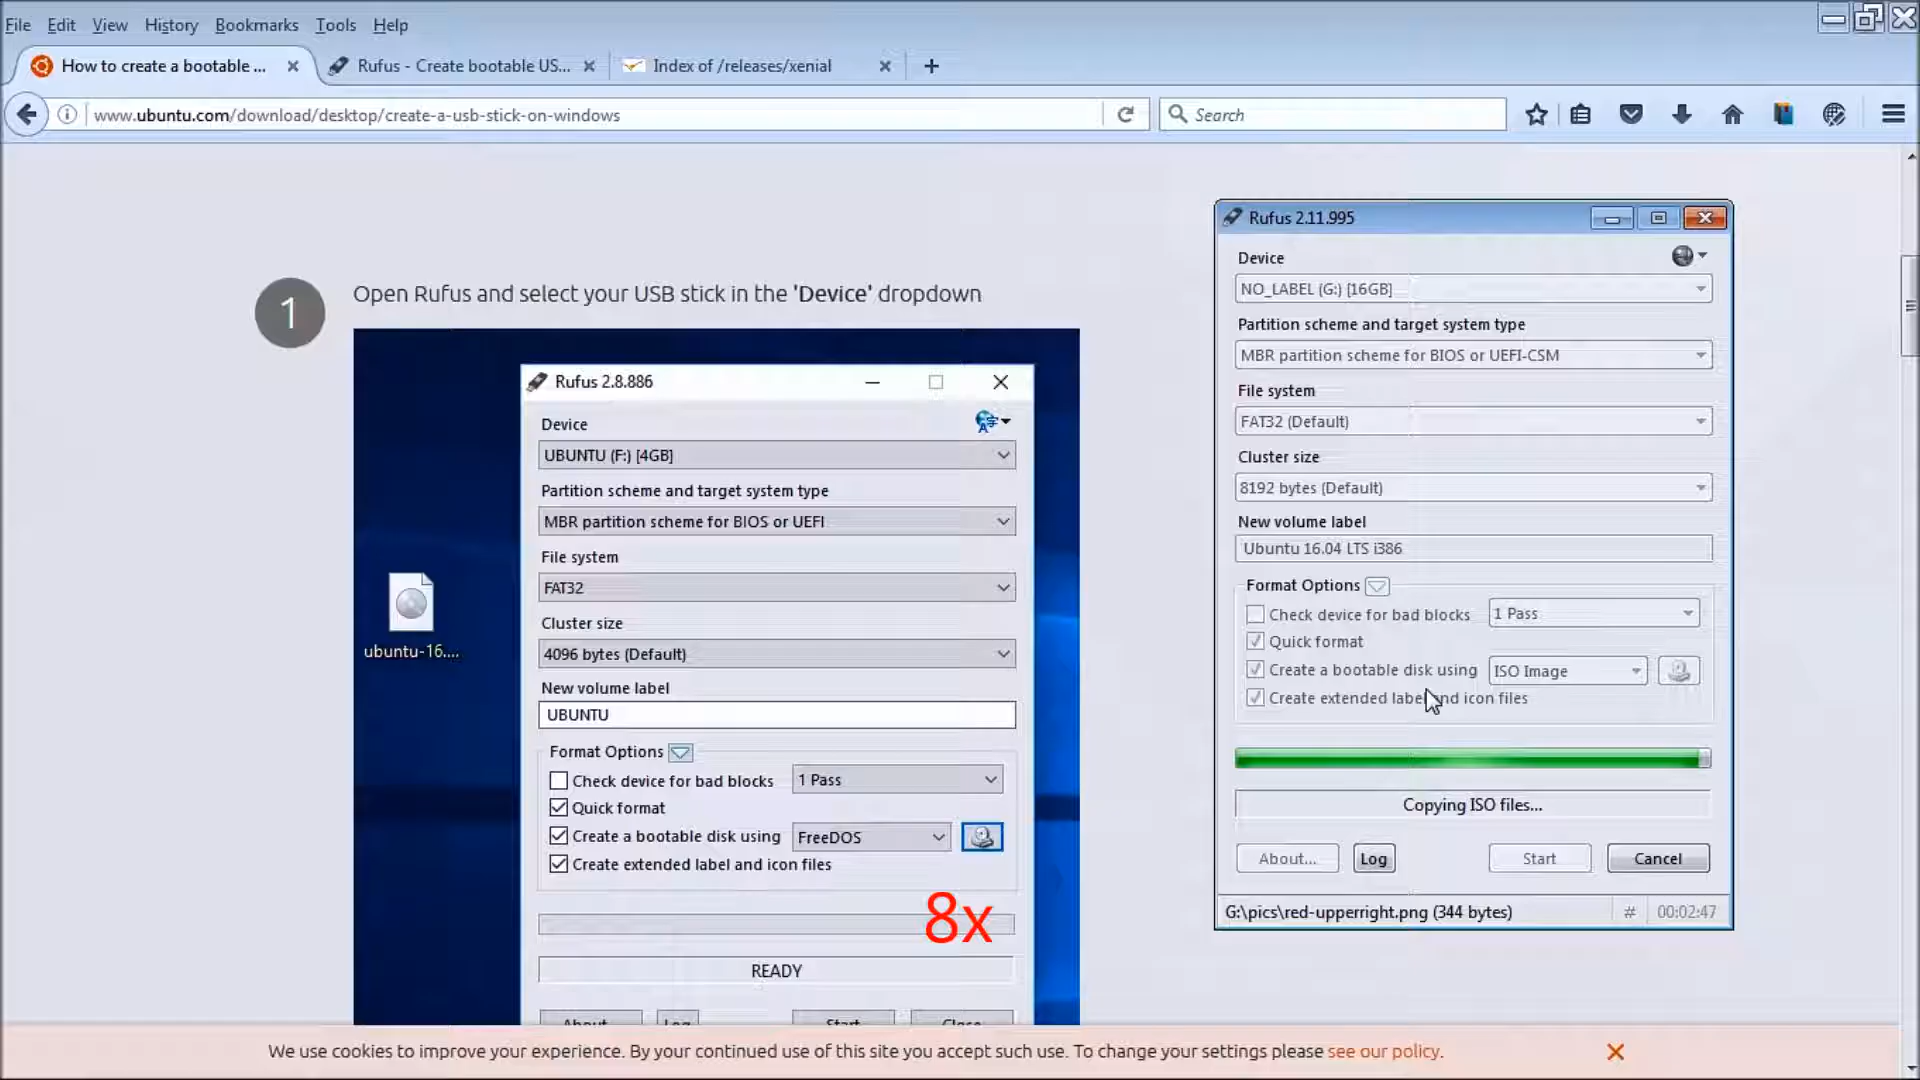 File Edit View History Bookmarks Tools Help
How to create a bootable ...
Rufus - Create bootable US...
Index of /releases/xenial
www.ubuntu.com/download/desktop/create-a-usb-stick-on-windows
Search
1
Open Rufus and select your USB stick in the 'Device' dropdown
ubuntu-16....
Rufus 2.8.886
Device
UBUNTU (F:) [4GB]
Partition scheme and target system type
MBR partition scheme for BIOS or UEFI
File system
FAT32
Cluster size
4096 bytes (Default)
New volume label
UBUNTU
Format Options
Check device for bad blocks 1 Pass
Quick format
Create a bootable disk using FreeDOS
Create extended label and icon files
8x
READY
About... Log Start Close
Rufus 2.11.995
Device
NO_LABEL (G:) [16GB]
Partition scheme and target system type
MBR partition scheme for BIOS or UEFI-CSM
File system
FAT32 (Default)
Cluster size
8192 bytes (Default)
New volume label
Ubuntu 16.04 LTS i386
Format Options
Check device for bad blocks 1 Pass
Quick format
Create a bootable disk using ISO Image
Create extended label and icon files
Copying ISO files...
About... Log Start Cancel
G:\pics\red-upperright.png (344 bytes) # 00:02:47
We use cookies to improve your experience. By your continued use of this site you accept such use. To change your settings please see our policy.